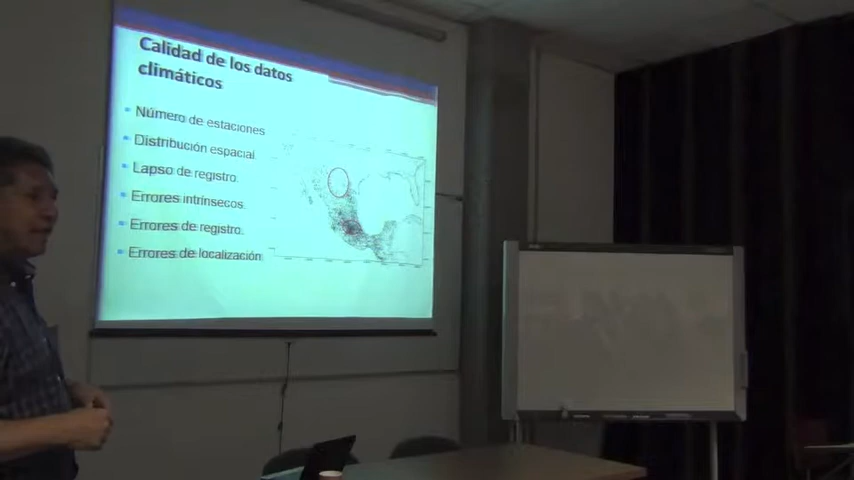 Calidad de los datos
climáticos
Número de estaciones
Distribución espacial.
Lapso de registro.
Errores intrínsecos.
Errores de registro.
Errores de localización